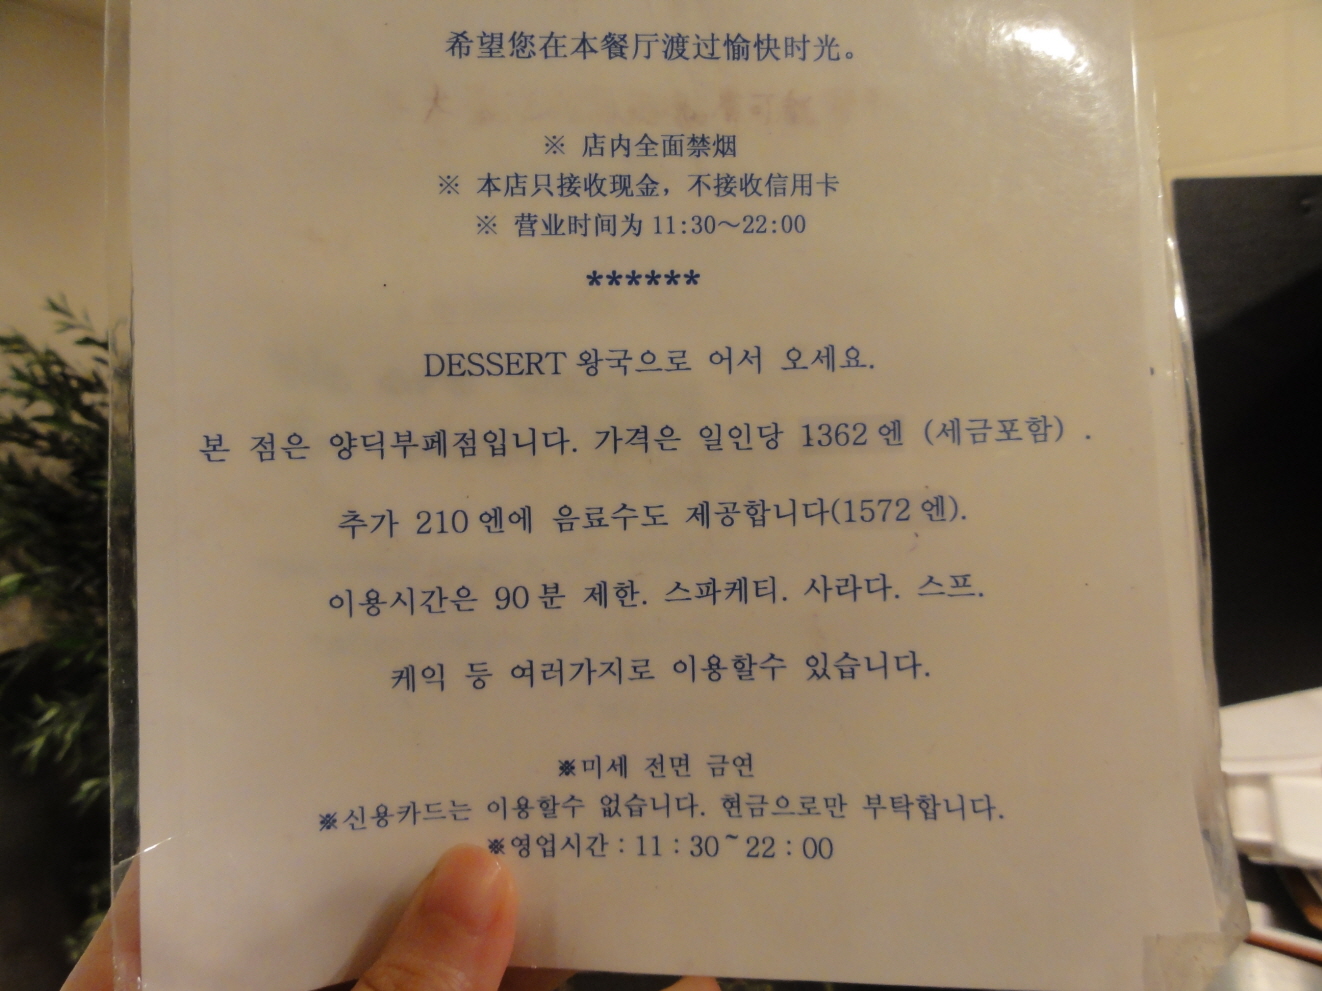 希望您在本餐厅渡过愉快时光。
※ 店内全面禁烟
※ 本店只接收现金，不接收信用卡
※ 营业时间为 11:30～22:00
******
DESSERT 왕국으로 어서 오세요.
본 점은 양딕부페점입니다. 가격은 일인당 1362 엔 (세금포함) .
추가 210 엔에 음료수도 제공합니다(1572 엔).
이용시간은 90 분 제한. 스파케티. 사라다. 스프.
케익 등 여러가지로 이용할수 있습니다.
※미세 전면 금연
※신용카드는 이용할수 없습니다. 현금으로만 부탁합니다.
※영업시간 : 11 : 30 ~ 22 : 00